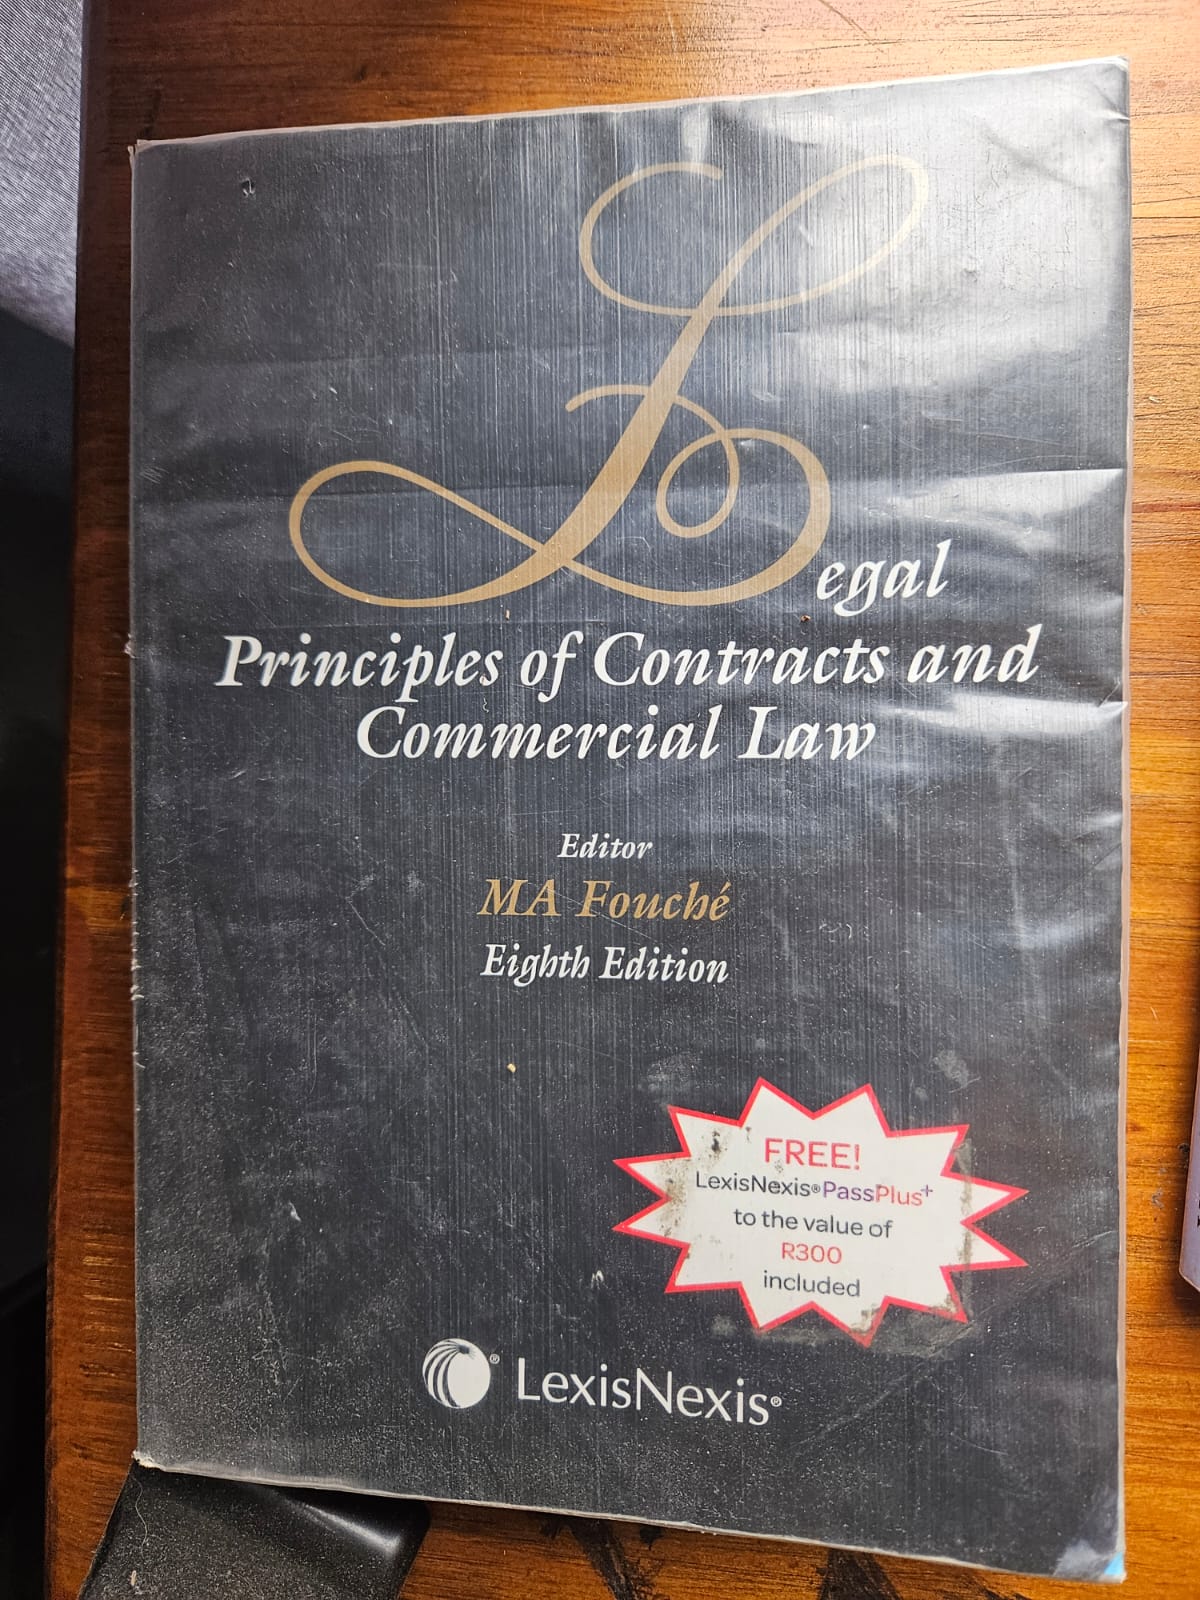 Legal
Principles of Contracts and
Commercial Law
Editor
MA Fouché
Eighth Edition
FREE!
LexisNexis® PassPlus+
to the value of
R300
included
® LexisNexis®